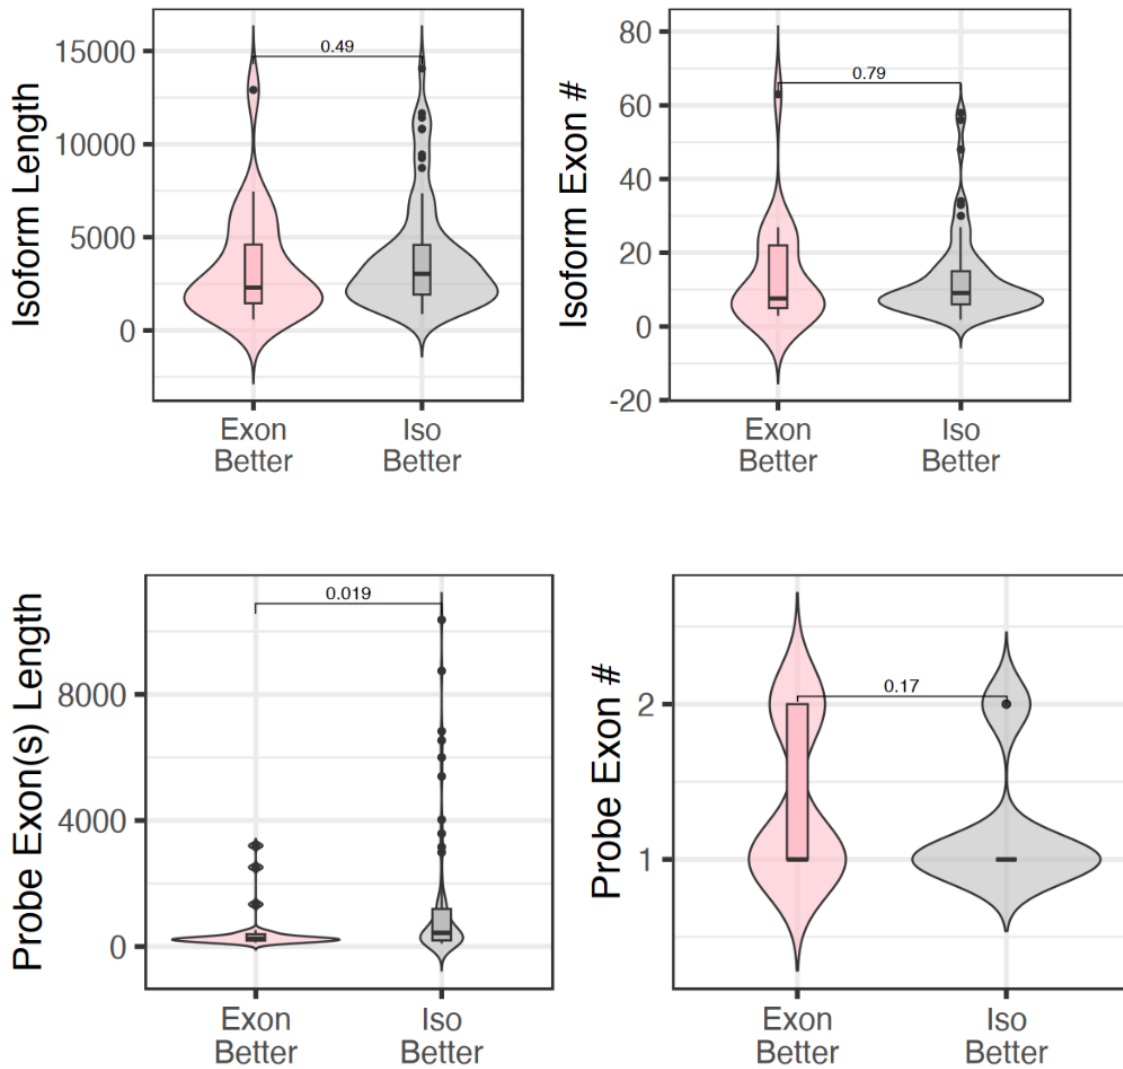 Isoform Length
15000
10000
5000
0
0.49
Exon
Better
Iso
Better
Isoform Exon #
80
60
40
20
0
-20
0.79
Exon
Better
Iso
Better
Probe Exon(s) Length
8000
4000
0
0.019
Exon
Better
Iso
Better
Probe Exon #
2
1
0.17
Exon
Better
Iso
Better